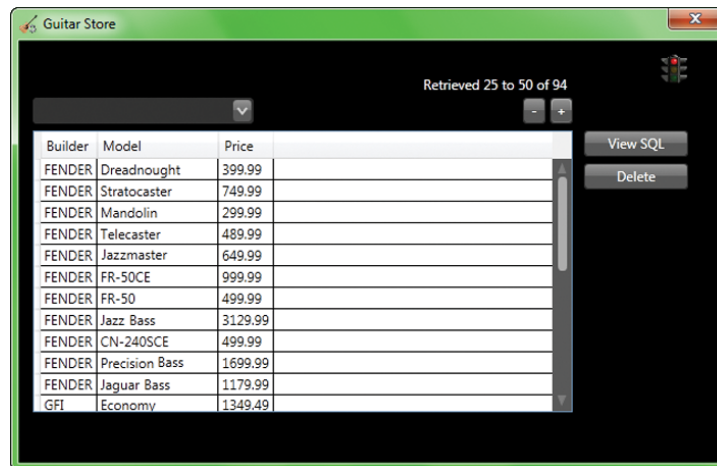 Guitar Store
Retrieved 25 to 50 of 94
- +
View SQL
Delete
Builder Model Price
FENDER Dreadnought 399.99
FENDER Stratocaster 749.99
FENDER Mandolin 299.99
FENDER Telecaster 489.99
FENDER Jazzmaster 649.99
FENDER FR-50CE 999.99
FENDER FR-50 499.99
FENDER Jazz Bass 3129.99
FENDER CN-240SCE 499.99
FENDER Precision Bass 1699.99
FENDER Jaguar Bass 1179.99
GFI Economy 1349.49